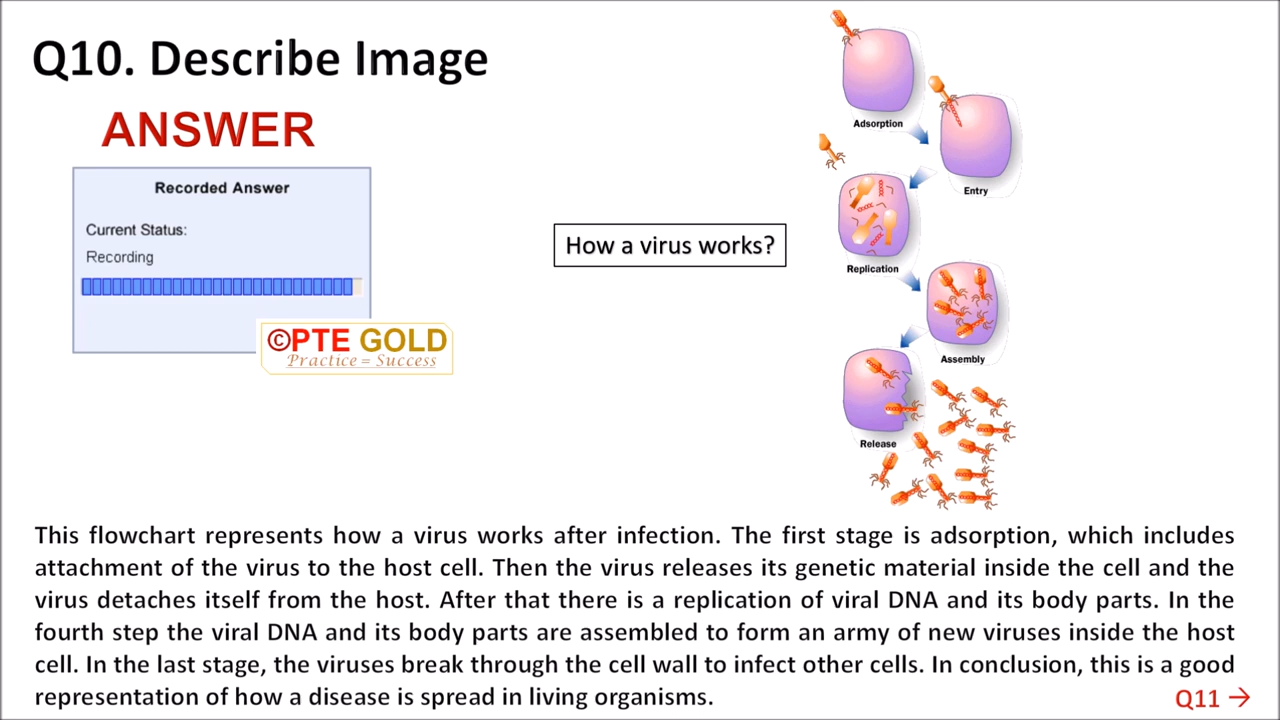 Q10. Describe Image
ANSWER
Recorded Answer
Current Status:
Recording
©PTE GOLD
Practice = Success
How a virus works?
Adsorption
Entry
Replication
Assembly
Release
This flowchart represents how a virus works after infection. The first stage is adsorption, which includes
attachment of the virus to the host cell. Then the virus releases its genetic material inside the cell and the
virus detaches itself from the host. After that there is a replication of viral DNA and its body parts. In the
fourth step the viral DNA and its body parts are assembled to form an army of new viruses inside the host
cell. In the last stage, the viruses break through the cell wall to infect other cells. In conclusion, this is a good
representation of how a disease is spread in living organisms.
Q11 →